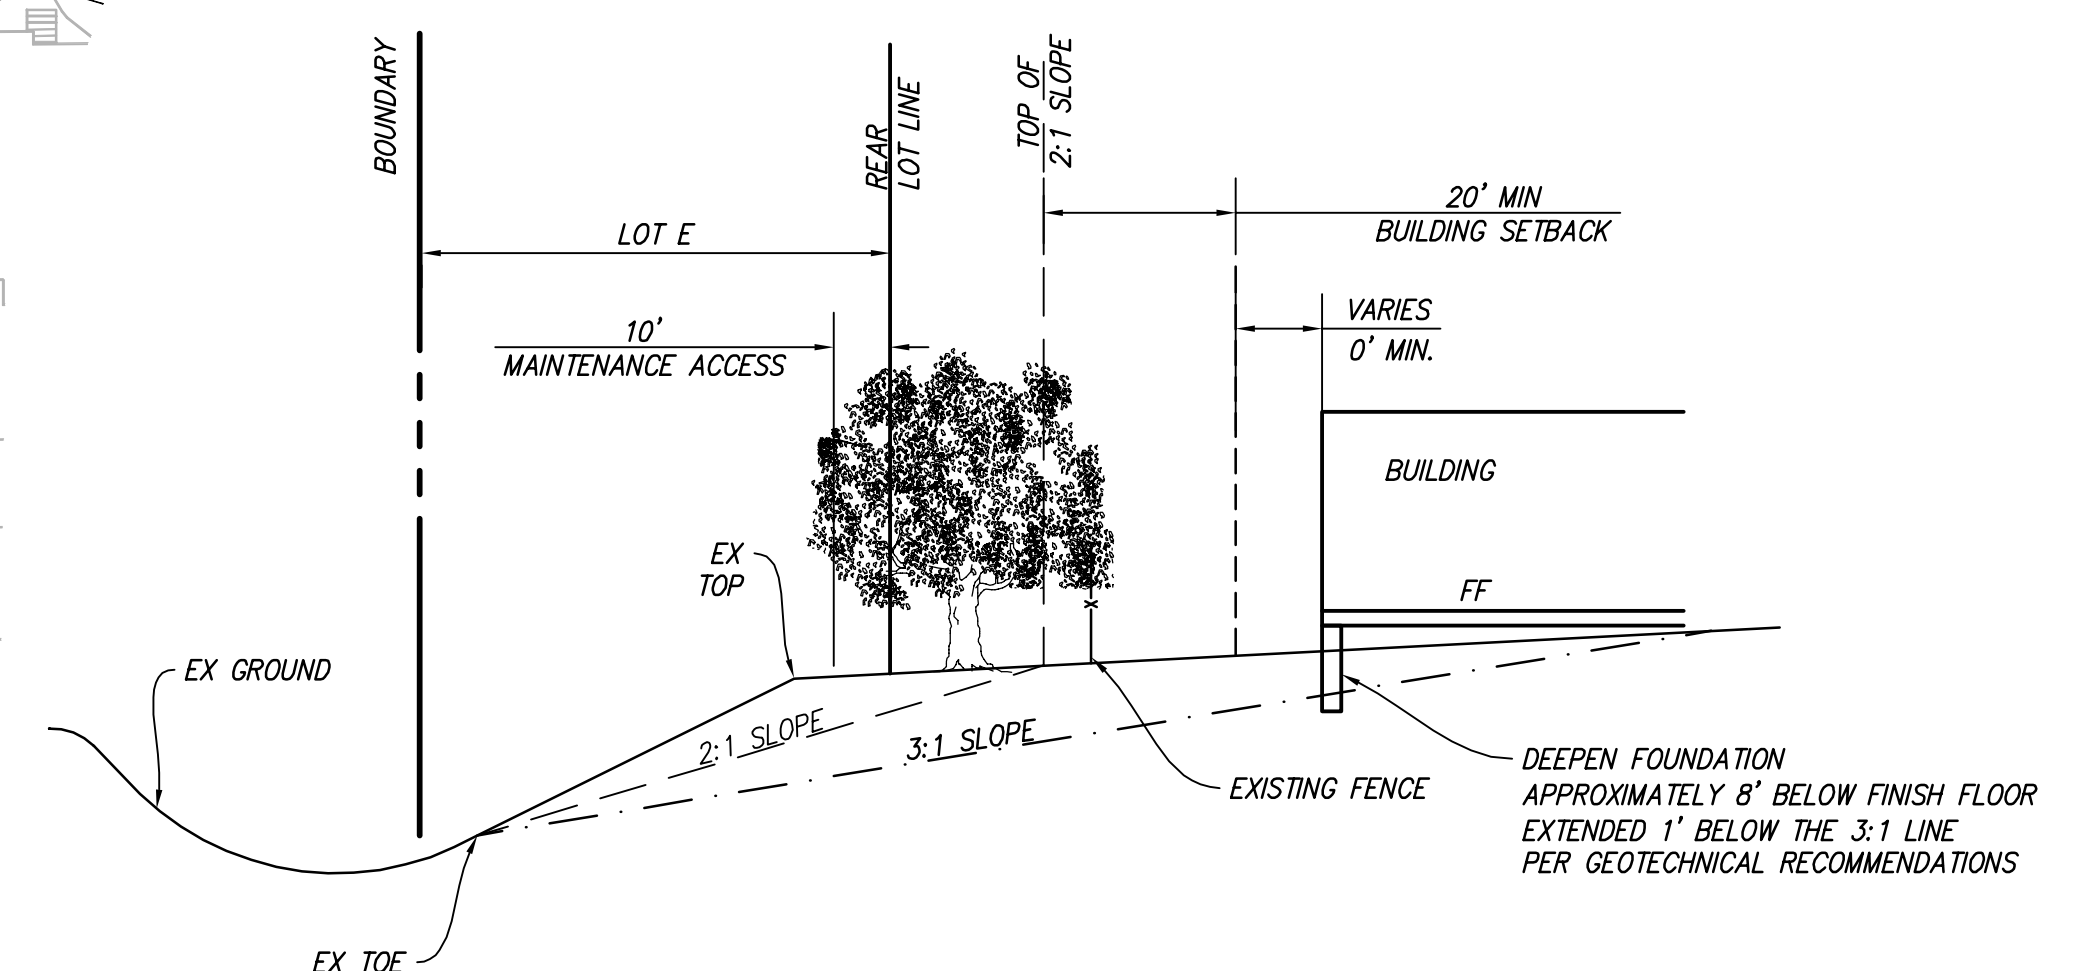 BOUNDARY
REAR
LOT LINE
TOP OF
2:1 SLOPE
20' MIN
BUILDING SETBACK
LOT E
VARIES
0' MIN.
10'
MAINTENANCE ACCESS
BUILDING
EX
TOP
FF
EX GROUND
2:1 SLOPE
3:1 SLOPE
EXISTING FENCE
DEEPEN FOUNDATION
APPROXIMATELY 8' BELOW FINISH FLOOR
EXTENDED 1' BELOW THE 3:1 LINE
PER GEOTECHNICAL RECOMMENDATIONS
EX TOE